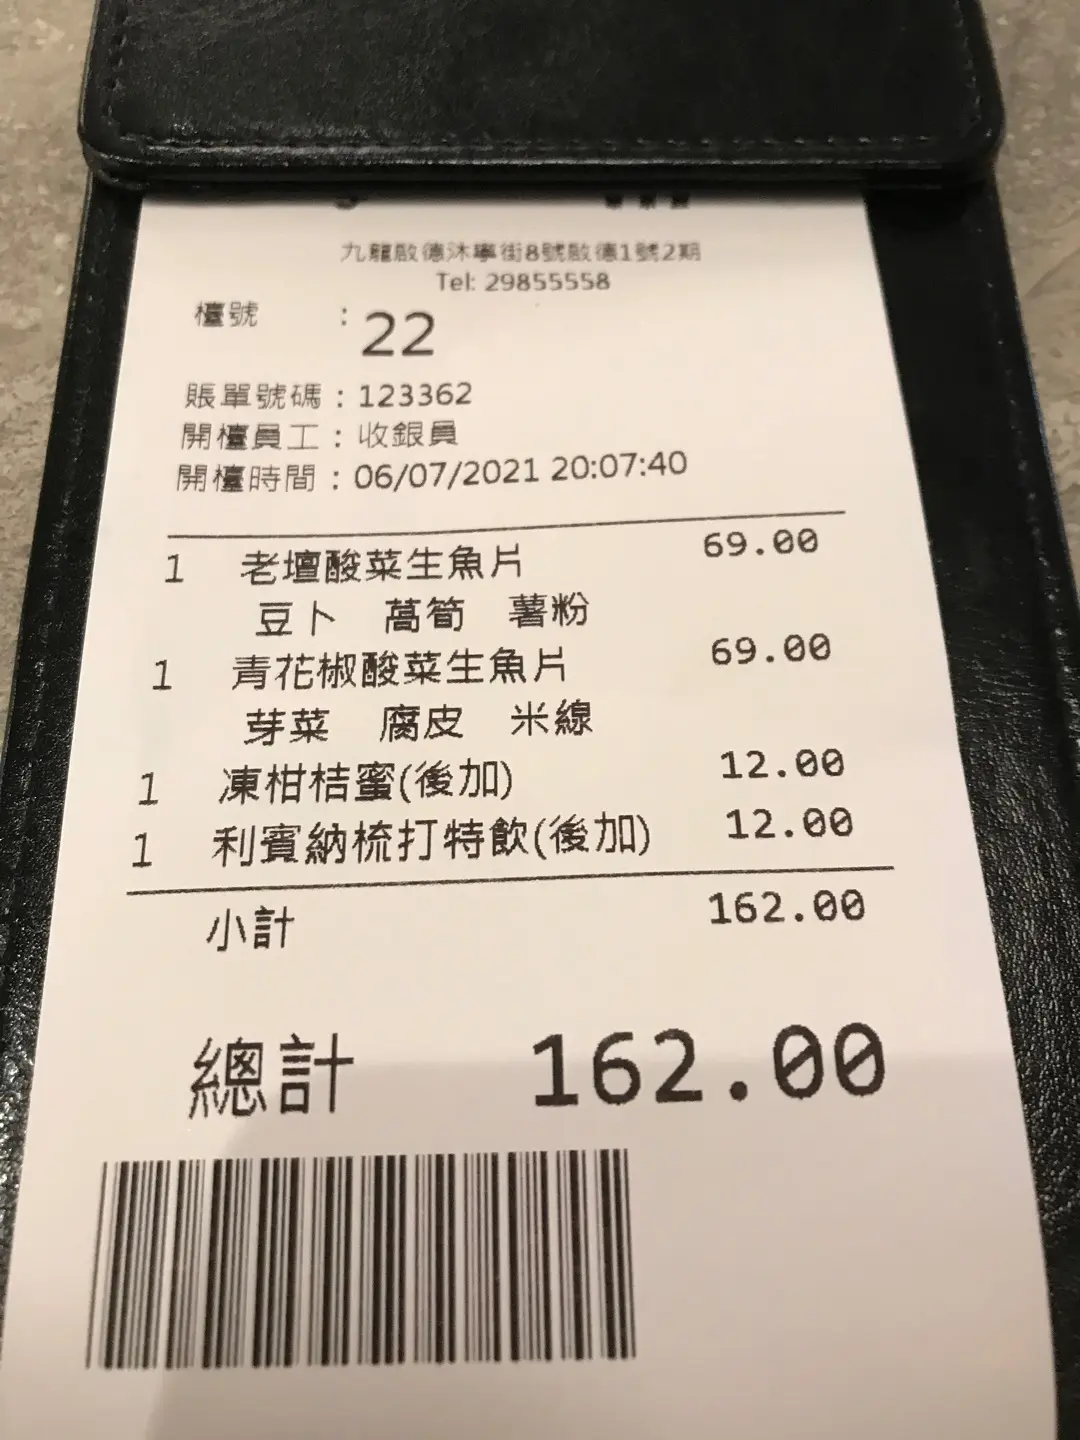 九龍啟德沐寧街8號啟德1號2期
Tel: 29855558
檯號 : 22
賬單號碼 : 123362
開檯員工 : 收銀員
開檯時間 : 06/07/2021 20:07:40
1 老壇酸菜生魚片 69.00
豆卜 萵筍 薯粉
1 青花椒酸菜生魚片 69.00
芽菜 腐皮 米線
1 凍柑桔蜜(後加) 12.00
1 利賓納梳打特飲(後加) 12.00
小計 162.00
總計 162.00